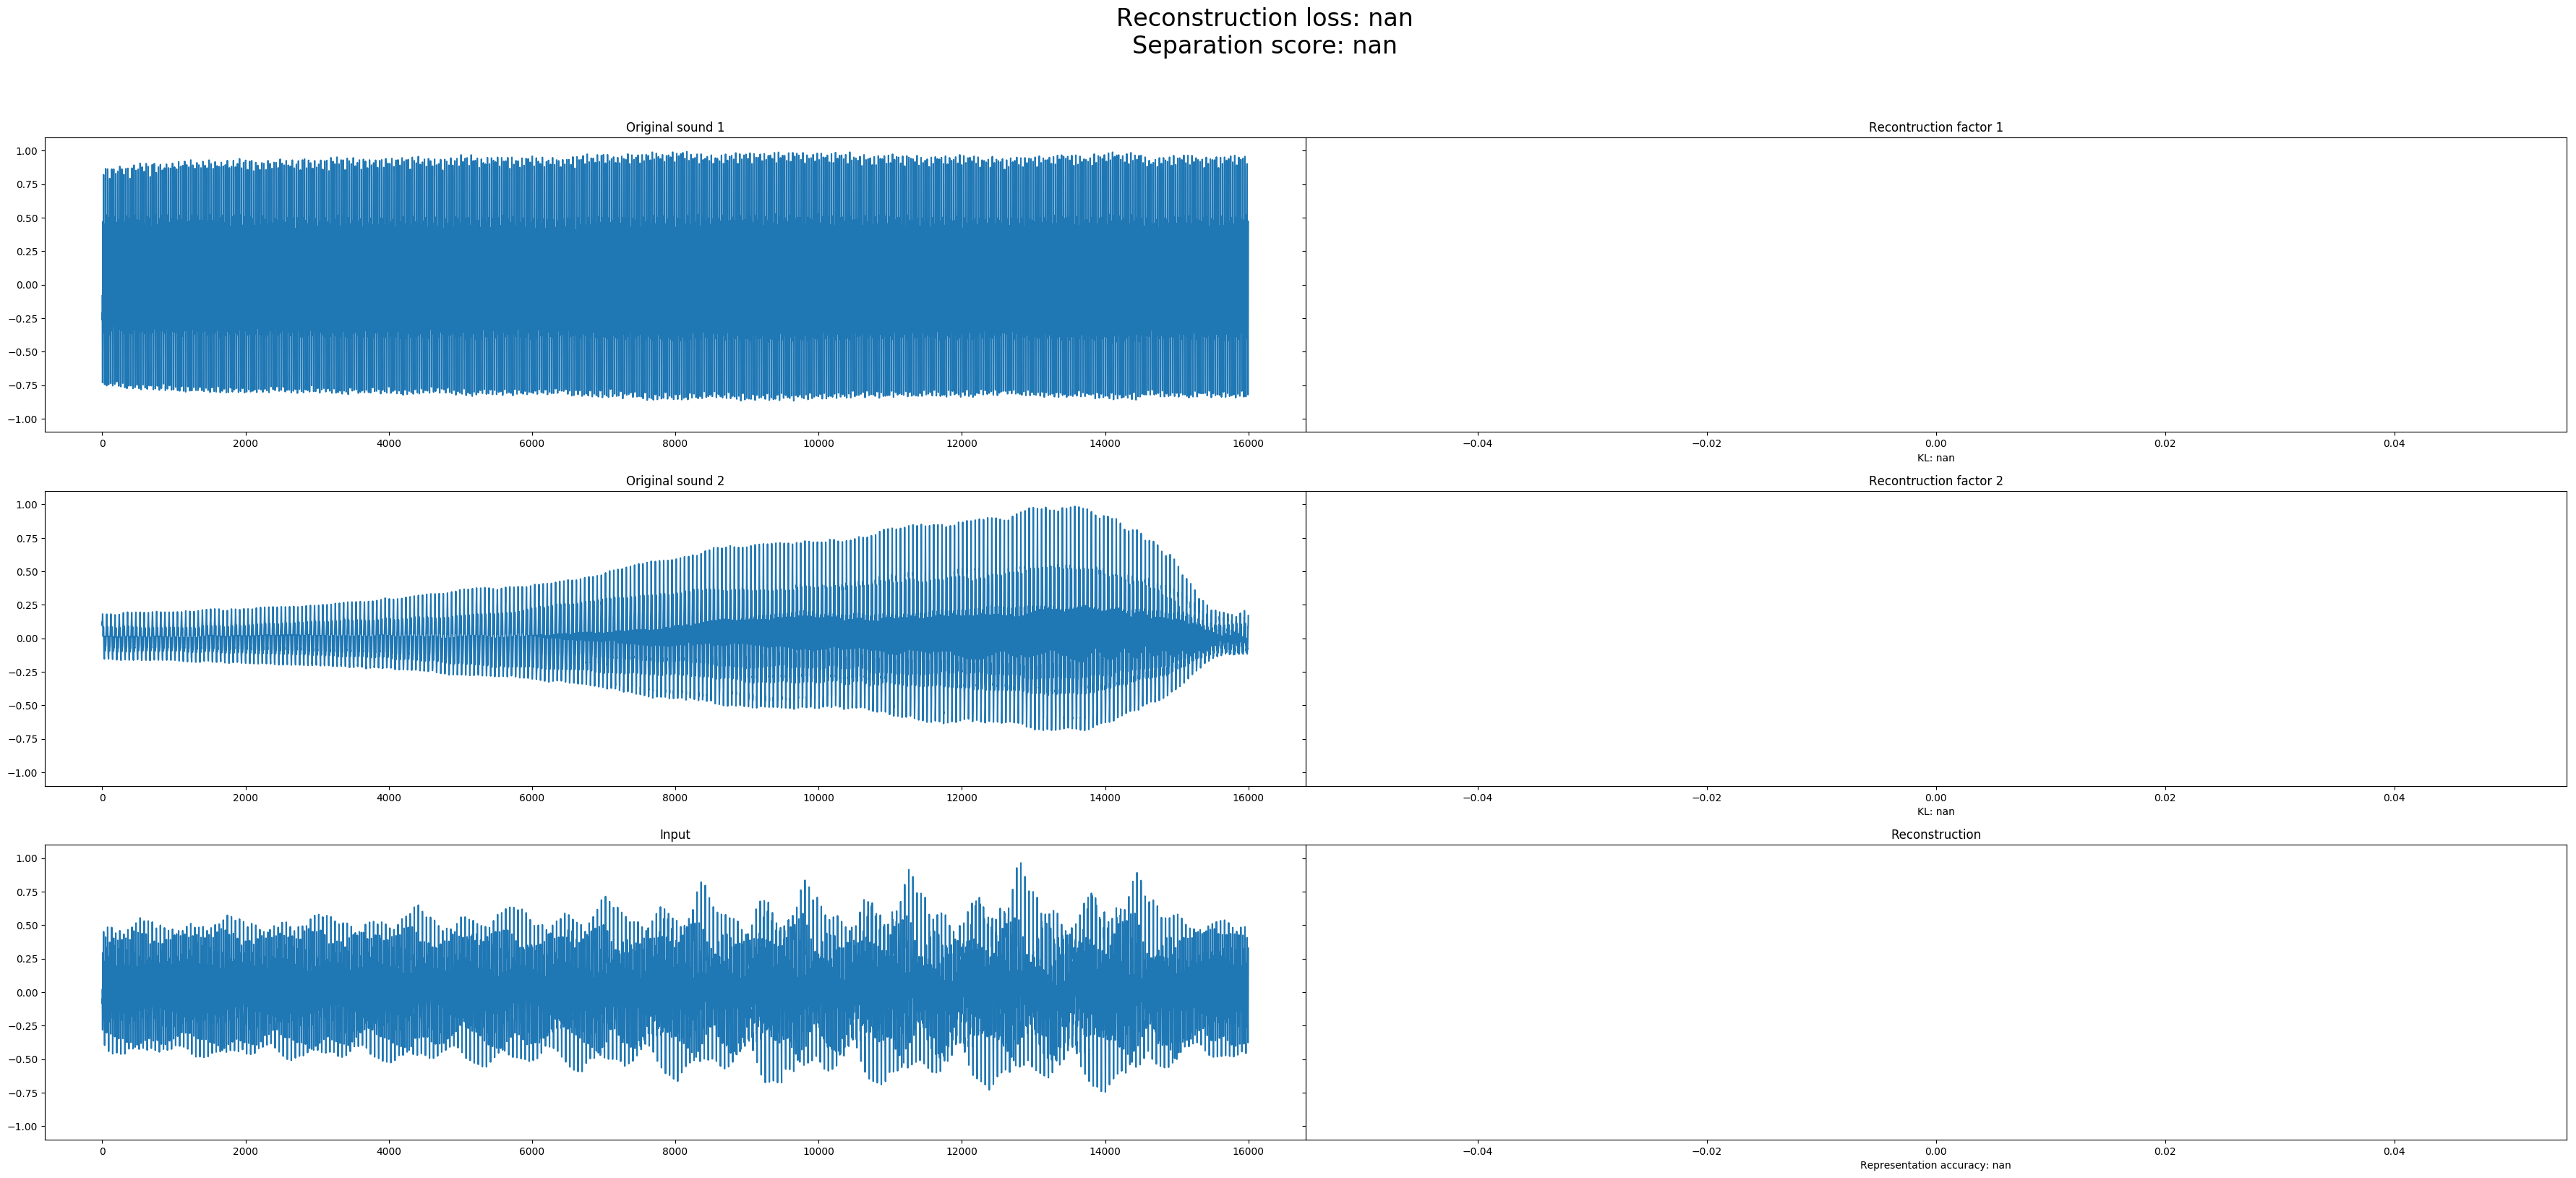 Reconstruction loss: nan
Separation score: nan
Original sound 1
Recontruction factor 1
1.00
0.75
0.50
0.25
0.00
−0.25
−0.50
−0.75
−1.00
0 2000 4000 6000 8000 10000 12000 14000 16000
−0.04 −0.02 0.00 0.02 0.04
KL: nan
Original sound 2
Recontruction factor 2
1.00
0.75
0.50
0.25
0.00
−0.25
−0.50
−0.75
−1.00
0 2000 4000 6000 8000 10000 12000 14000 16000
−0.04 −0.02 0.00 0.02 0.04
KL: nan
Input
Reconstruction
1.00
0.75
0.50
0.25
0.00
−0.25
−0.50
−0.75
−1.00
0 2000 4000 6000 8000 10000 12000 14000 16000
−0.04 −0.02 0.00 0.02 0.04
Representation accuracy: nan